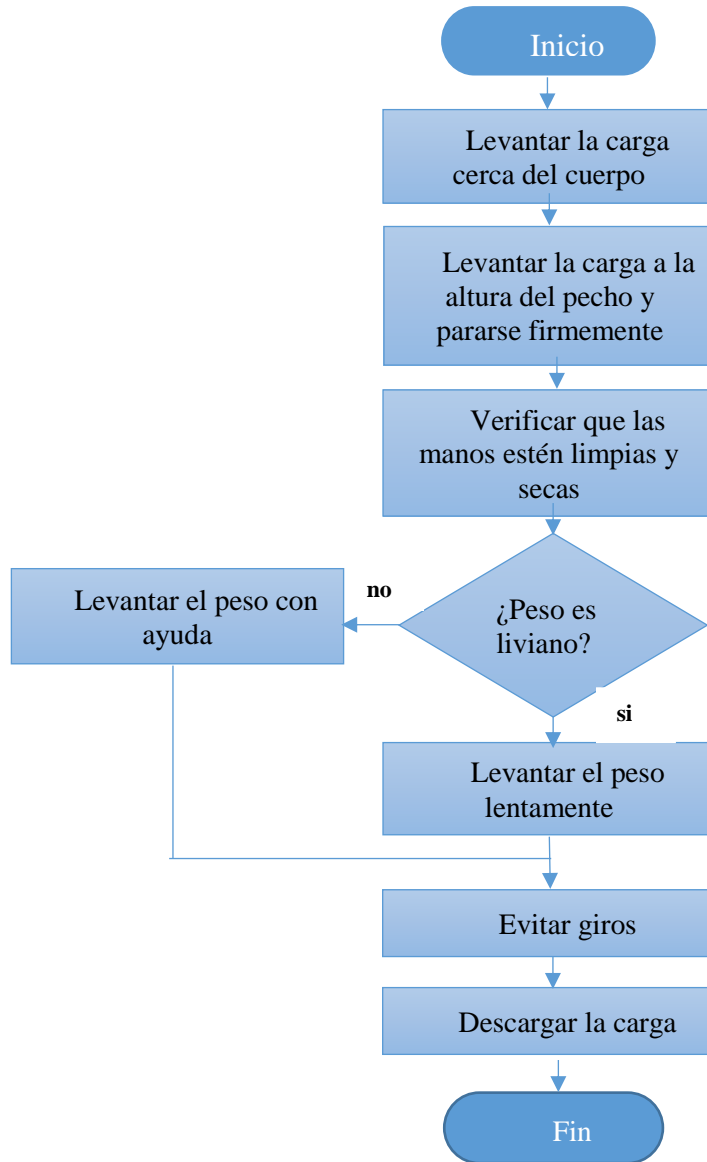 Inicio
Levantar la carga
cerca del cuerpo
Levantar la carga a la
altura del pecho y
pararse firmemente
Verificar que las
manos estén limpias y
secas
Levantar el peso con
ayuda
no
¿Peso es
liviano?
si
Levantar el peso
lentamente
Evitar giros
Descargar la carga
Fin